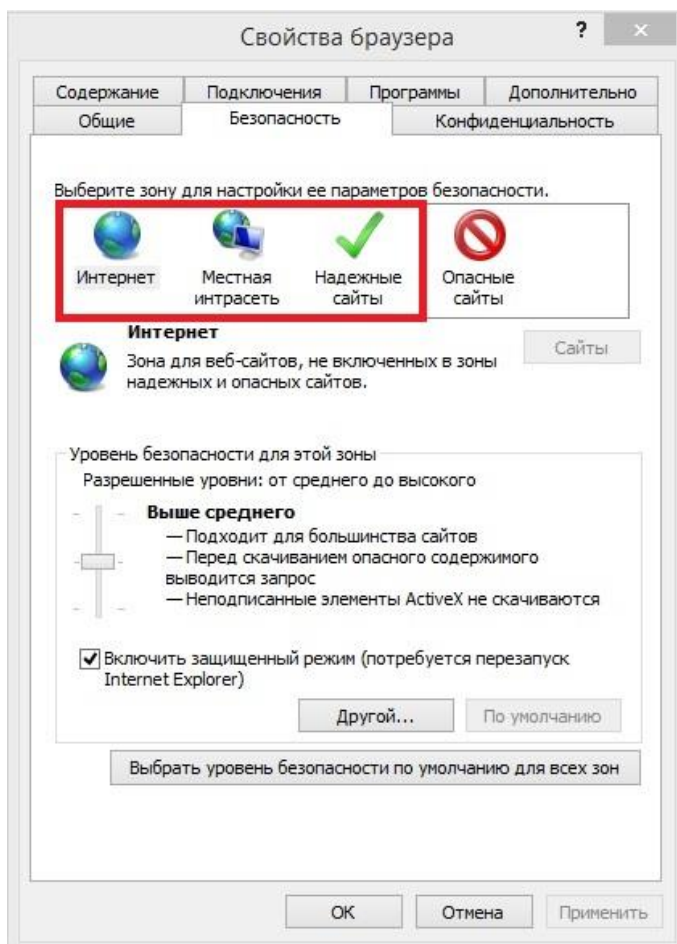 Свойства браузера
?
Содержание Подключения Программы Дополнительно
Общие Безопасность Конфиденциальность
Выберите зону для настройки ее параметров безопасности.
Интернет Местная Надежные Опасные
интрасеть сайты сайты
Интернет
Сайты
Зона для веб-сайтов, не включенных в зоны
надежных и опасных сайтов.
Уровень безопасности для этой зоны
Разрешенные уровни: от среднего до высокого
Выше среднего
— Подходит для большинства сайтов
— Перед скачиванием опасного содержимого
выводится запрос
— Неподписанные элементы ActiveX не скачиваются
Включить защищенный режим (потребуется перезапуск
Internet Explorer)
Другой... По умолчанию
Выбрать уровень безопасности по умолчанию для всех зон
ОК Отмена Применить